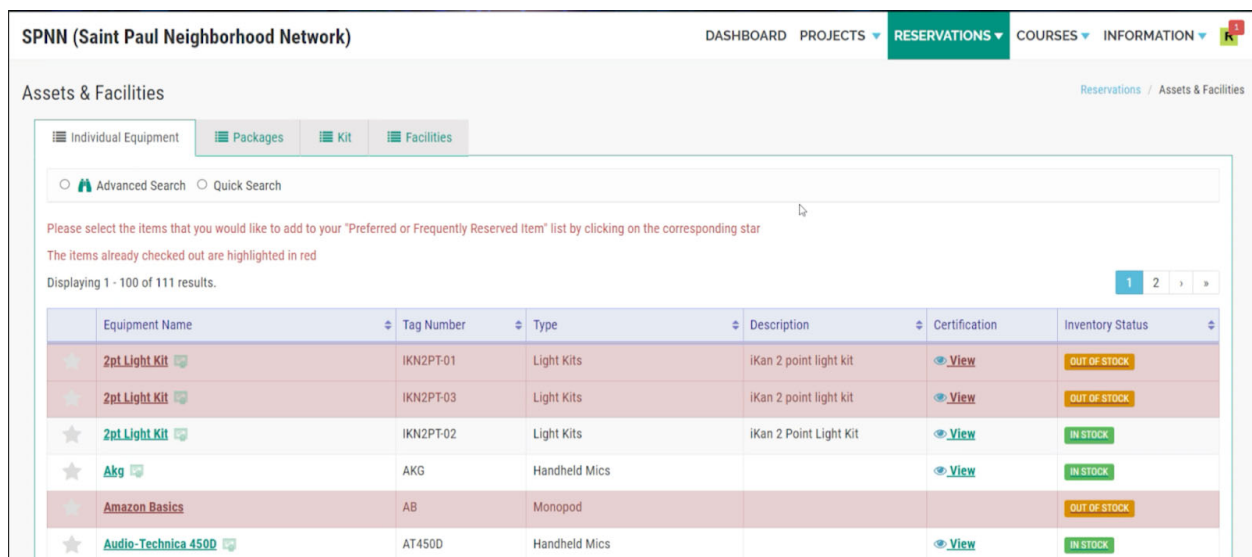 SPNN (Saint Paul Neighborhood Network)
DASHBOARD PROJECTS RESERVATIONS COURSES INFORMATION R 1
Assets & Facilities
Reservations / Assets & Facilities
Individual Equipment Packages Kit Facilities
Advanced Search Quick Search
Please select the items that you would like to add to your "Preferred or Frequently Reserved Item" list by clicking on the corresponding star
The items already checked out are highlighted in red
Displaying 1 - 100 of 111 results.
1 2 › »
Equipment Name Tag Number Type Description Certification Inventory Status
2pt Light Kit IKN2PT-01 Light Kits iKan 2 point light kit View OUT OF STOCK
2pt Light Kit IKN2PT-03 Light Kits iKan 2 point light kit View OUT OF STOCK
2pt Light Kit IKN2PT-02 Light Kits iKan 2 Point Light Kit View IN STOCK
Akg AKG Handheld Mics View IN STOCK
Amazon Basics AB Monopod OUT OF STOCK
Audio-Technica 450D AT450D Handheld Mics View IN STOCK